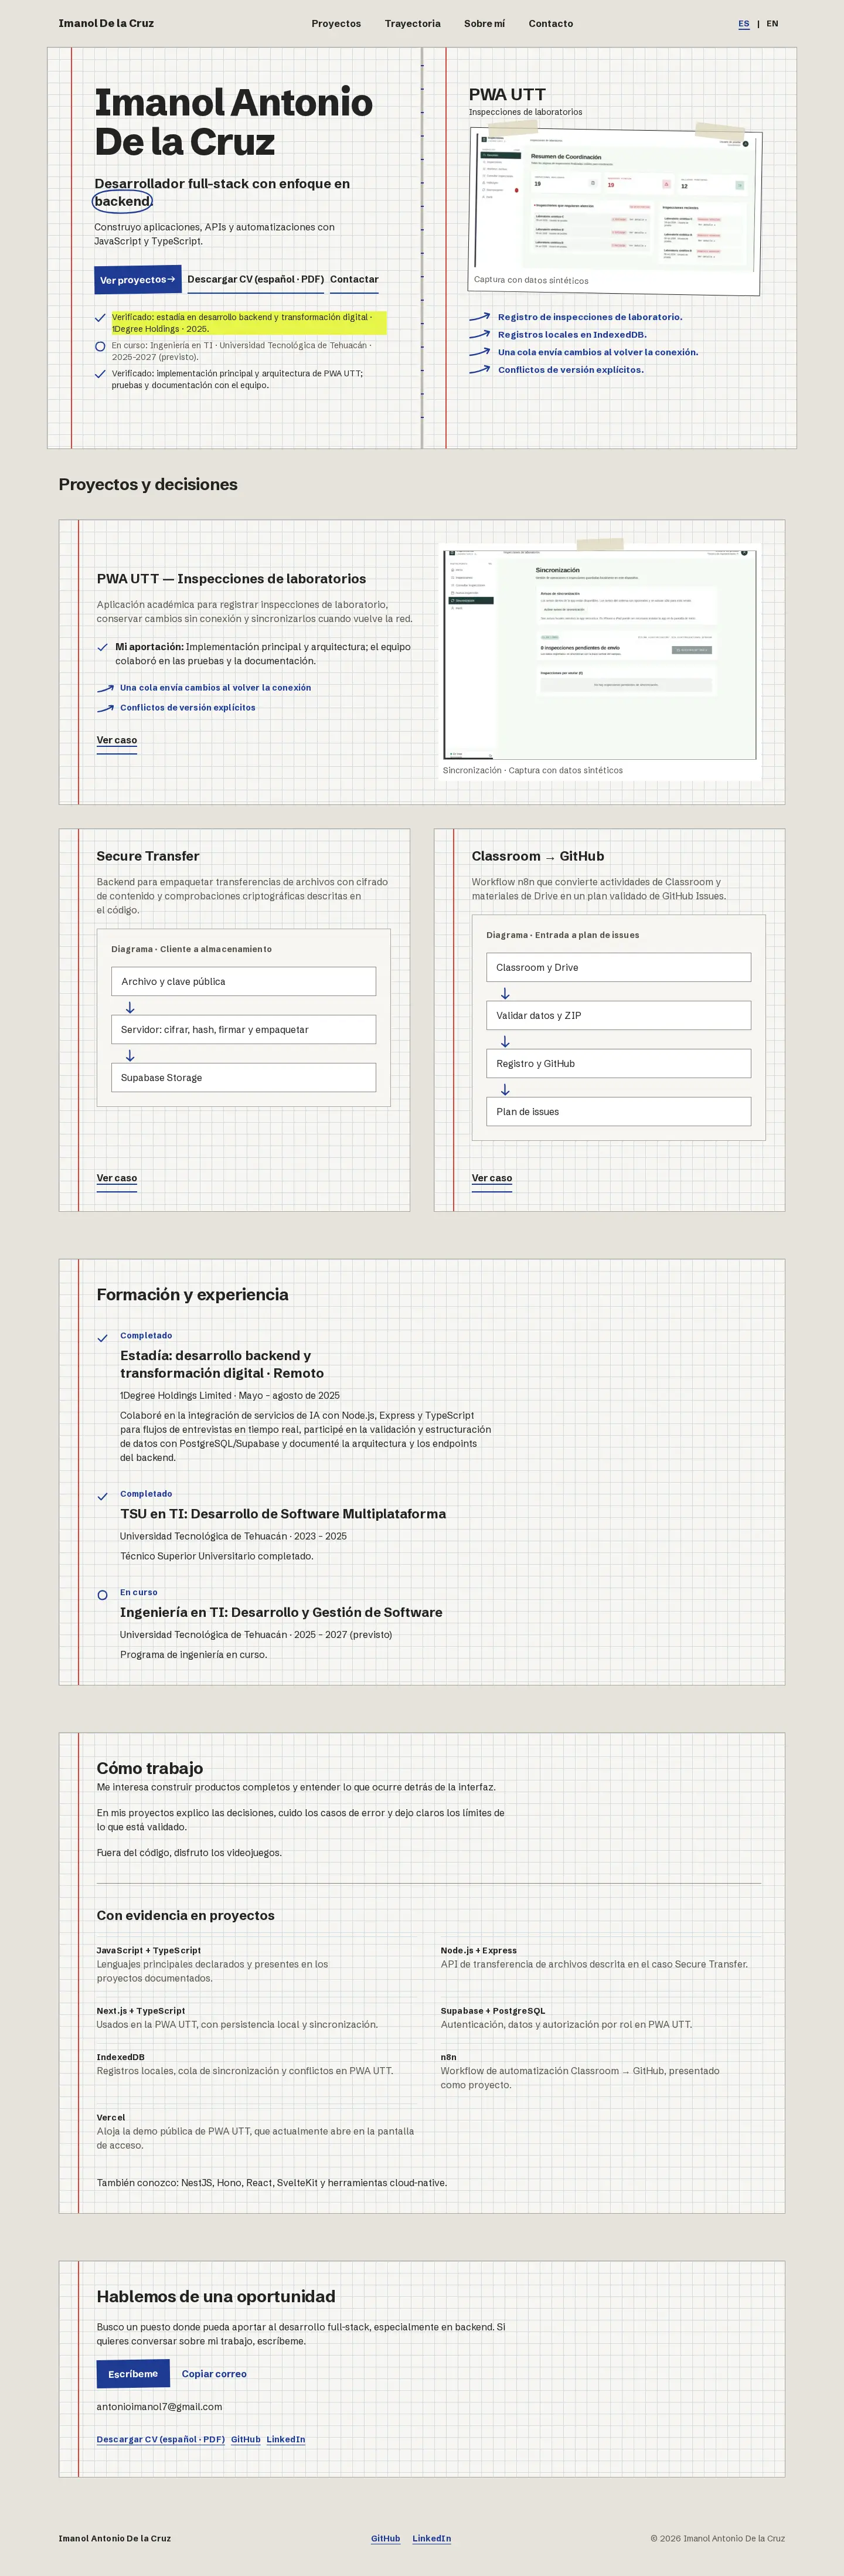 Imanol De la Cruz
Proyectos
Trayectoria
Sobre mí
Contacto
ES | EN
Imanol Antonio
De la Cruz
Desarrollador full-stack con enfoque en
backend.
Construyo aplicaciones, APIs y automatizaciones con
JavaScript y TypeScript.
Ver proyectos→
Descargar CV (español · PDF)
Contactar
Verificado: estadía en desarrollo backend y transformación digital ·
1Degree Holdings · 2025.
En curso: Ingeniería en TI · Universidad Tecnológica de Tehuacán ·
2025–2027 (previsto).
Verificado: implementación principal y arquitectura de PWA UTT;
pruebas y documentación con el equipo.
PWA UTT
Inspecciones de laboratorios
Resumen de Coordinación
19
19
12
Captura con datos sintéticos
Registro de inspecciones de laboratorio.
Registros locales en IndexedDB.
Una cola envía cambios al volver la conexión.
Conflictos de versión explícitos.
Proyectos y decisiones
PWA UTT — Inspecciones de laboratorios
Aplicación académica para registrar inspecciones de laboratorio,
conservar cambios sin conexión y sincronizarlos cuando vuelve la red.
Mi aportación: Implementación principal y arquitectura; el equipo
colaboró en las pruebas y la documentación.
Una cola envía cambios al volver la conexión
Conflictos de versión explícitos
Ver caso
Sincronización
0 inspecciones pendientes de envío
Sincronización · Captura con datos sintéticos
Secure Transfer
Backend para empaquetar transferencias de archivos con cifrado
de contenido y comprobaciones criptográficas descritas en
el código.
Diagrama · Cliente a almacenamiento
Archivo y clave pública
Servidor: cifrar, hash, firmar y empaquetar
Supabase Storage
Ver caso
Classroom → GitHub
Workflow n8n que convierte actividades de Classroom y
materiales de Drive en un plan validado de GitHub Issues.
Diagrama · Entrada a plan de issues
Classroom y Drive
Validar datos y ZIP
Registro y GitHub
Plan de issues
Ver caso
Formación y experiencia
Completado
Estadía: desarrollo backend y
transformación digital · Remoto
1Degree Holdings Limited · Mayo – agosto de 2025
Colaboré en la integración de servicios de IA con Node.js, Express y TypeScript
para flujos de entrevistas en tiempo real, participé en la validación y estructuración
de datos con PostgreSQL/Supabase y documenté la arquitectura y los endpoints
del backend.
Completado
TSU en TI: Desarrollo de Software Multiplataforma
Universidad Tecnológica de Tehuacán · 2023 – 2025
Técnico Superior Universitario completado.
En curso
Ingeniería en TI: Desarrollo y Gestión de Software
Universidad Tecnológica de Tehuacán · 2025 – 2027 (previsto)
Programa de ingeniería en curso.
Cómo trabajo
Me interesa construir productos completos y entender lo que ocurre detrás de la interfaz.
En mis proyectos explico las decisiones, cuido los casos de error y dejo claros los límites de
lo que está validado.
Fuera del código, disfruto los videojuegos.
Con evidencia en proyectos
JavaScript + TypeScript
Lenguajes principales declarados y presentes en los
proyectos documentados.
Node.js + Express
API de transferencia de archivos descrita en el caso Secure Transfer.
Next.js + TypeScript
Usados en la PWA UTT, con persistencia local y sincronización.
Supabase + PostgreSQL
Autenticación, datos y autorización por rol en PWA UTT.
IndexedDB
Registros locales, cola de sincronización y conflictos en PWA UTT.
n8n
Workflow de automatización Classroom → GitHub, presentado
como proyecto.
Vercel
Aloja la demo pública de PWA UTT, que actualmente abre en la pantalla
de acceso.
También conozco: NestJS, Hono, React, SvelteKit y herramientas cloud-native.
Hablemos de una oportunidad
Busco un puesto donde pueda aportar al desarrollo full-stack, especialmente en backend. Si
quieres conversar sobre mi trabajo, escríbeme.
Escríbeme
Copiar correo
antonioimanol7@gmail.com
Descargar CV (español · PDF)
GitHub
LinkedIn
Imanol Antonio De la Cruz
GitHub
LinkedIn
© 2026 Imanol Antonio De la Cruz